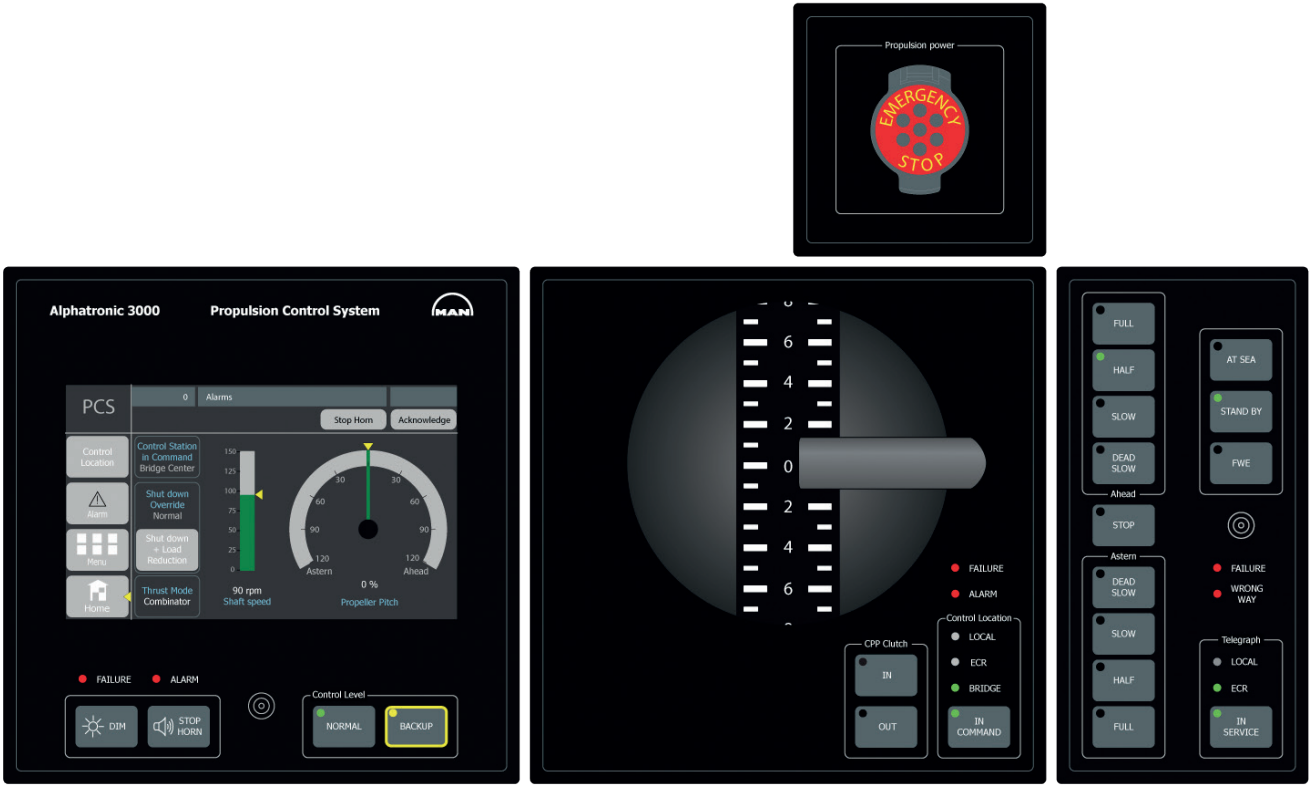 Propulsion power
EMERGENCY
STOP
Alphatronic 3000 Propulsion Control System MAN
PCS
0 Alarms
Stop Horn Acknowledge
Control
Location
Alarm
Menu
Home
Control Station
in Command
Bridge Center
Shut down
Override
Normal
Shut down
+ Load
Reduction
Thrust Mode
Combinator
150
125
100
75
50
25
0
90 rpm
Shaft speed
30 30
60 60
90 90
120 120
Astern Ahead
0 %
Propeller Pitch
FAILURE ALARM
DIM
STOP
HORN
Control Level
NORMAL
BACKUP
8
6
4
2
0
2
4
6
8
FAILURE
ALARM
CPP Clutch
IN
OUT
Control Location
LOCAL
ECR
BRIDGE
IN
COMMAND
FULL
HALF
SLOW
DEAD
SLOW
Ahead
STOP
Astern
DEAD
SLOW
SLOW
HALF
FULL
AT SEA
STAND BY
FWE
FAILURE
WRONG
WAY
Telegraph
LOCAL
ECR
IN
SERVICE